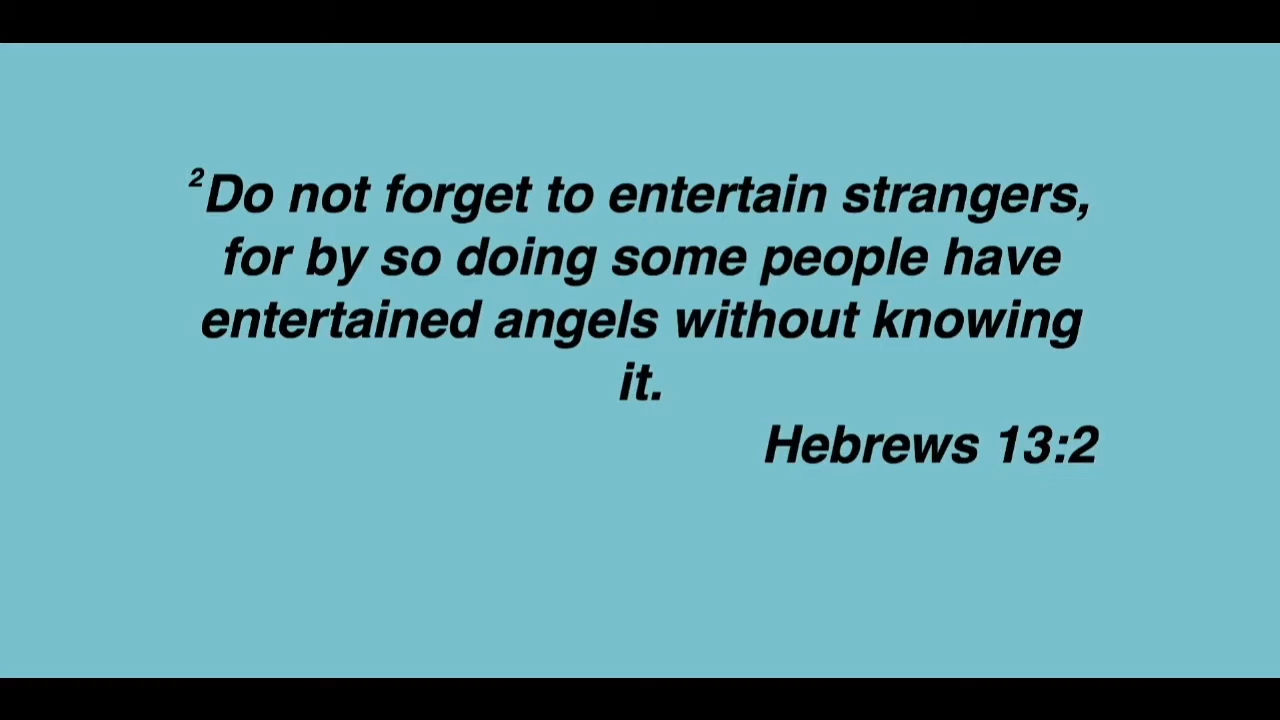 ²Do not forget to entertain strangers,
for by so doing some people have
entertained angels without knowing
it.
Hebrews 13:2